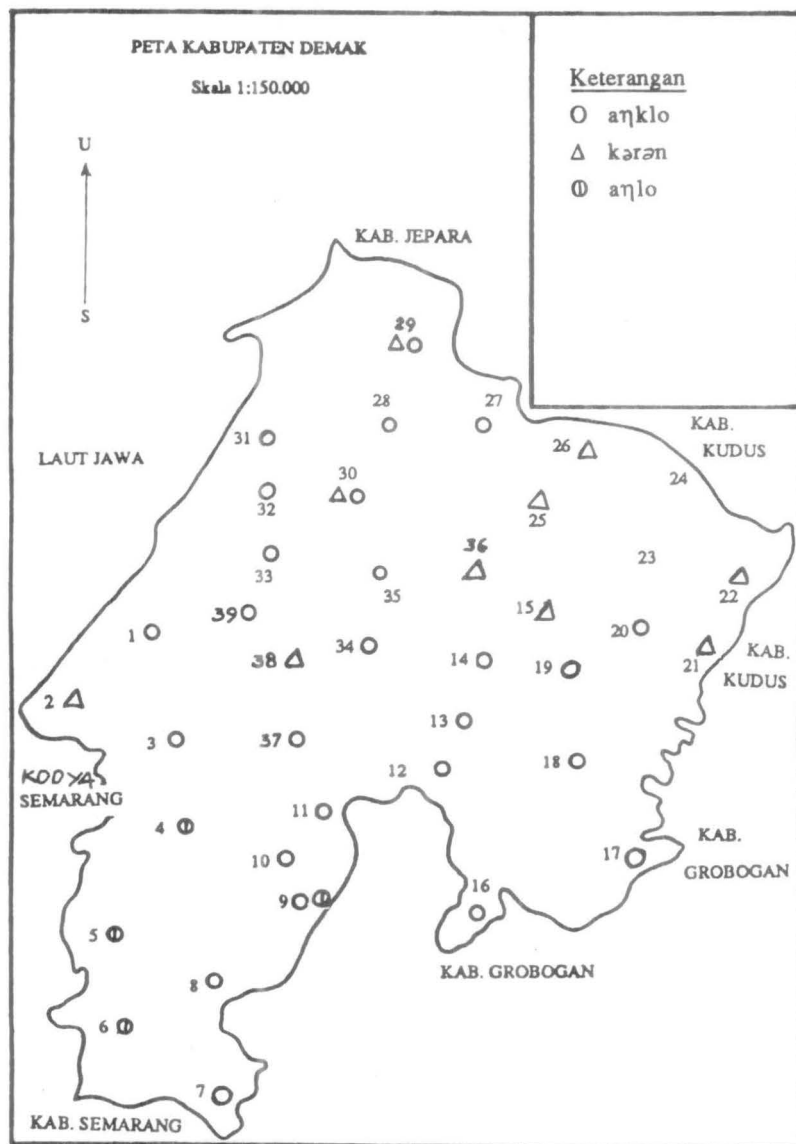 PETA KABUPATEN DEMAK
Skala 1:150.000
Keterangan
aηklo
kərən
aηlo
U
S
KAB. JEPARA
29
28
27
31
KAB.
KUDUS
26
LAUT JAWA
24
30
32
25
36
33
23
35
22
39
15
1
20
34
38
14
19
21
KAB.
KUDUS
2
13
3
37
12
18
KODYA
SEMARANG
11
4
KAB.
GROBOGAN
10
17
9
16
5
KAB. GROBOGAN
8
6
7
KAB. SEMARANG